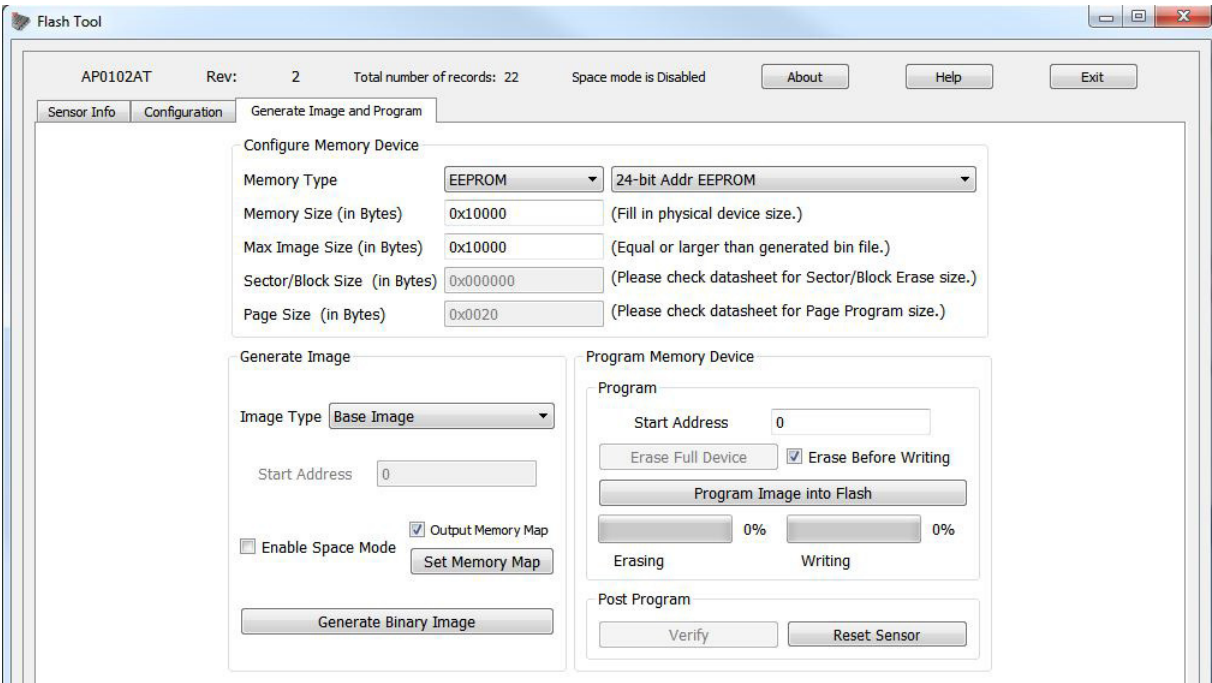 Flash Tool
AP0102AT Rev: 2 Total number of records: 22 Space mode is Disabled About Help Exit
Sensor Info Configuration Generate Image and Program
Configure Memory Device
Memory Type EEPROM 24-bit Addr EEPROM
Memory Size (in Bytes) 0x10000 (Fill in physical device size.)
Max Image Size (in Bytes) 0x10000 (Equal or larger than generated bin file.)
Sector/Block Size (in Bytes) 0x000000 (Please check datasheet for Sector/Block Erase size.)
Page Size (in Bytes) 0x0020 (Please check datasheet for Page Program size.)
Generate Image
Image Type Base Image
Start Address 0
Output Memory Map
Enable Space Mode
Set Memory Map
Generate Binary Image
Program Memory Device
Program
Start Address 0
Erase Full Device Erase Before Writing
Program Image into Flash
0% 0%
Erasing Writing
Post Program
Verify Reset Sensor